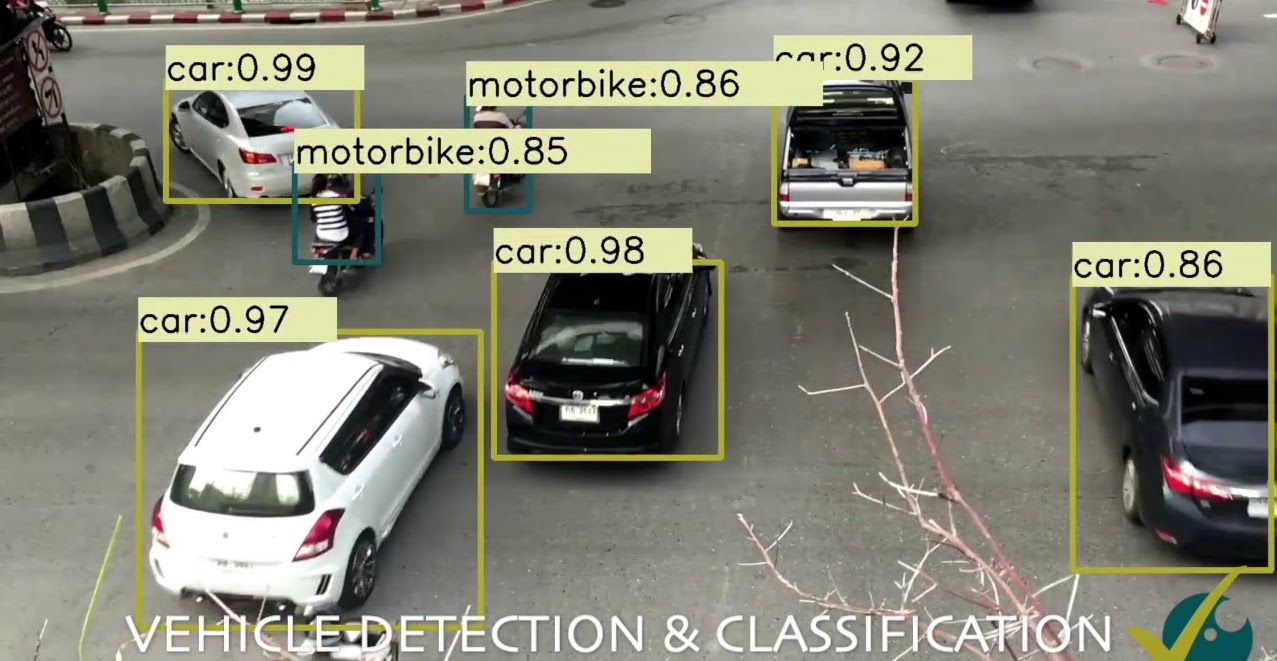 car:0.99
car:0.92
motorbike:0.86
motorbike:0.85
car:0.98
car:0.86
car:0.97
VEHICLE DETECTION & CLASSIFICATION